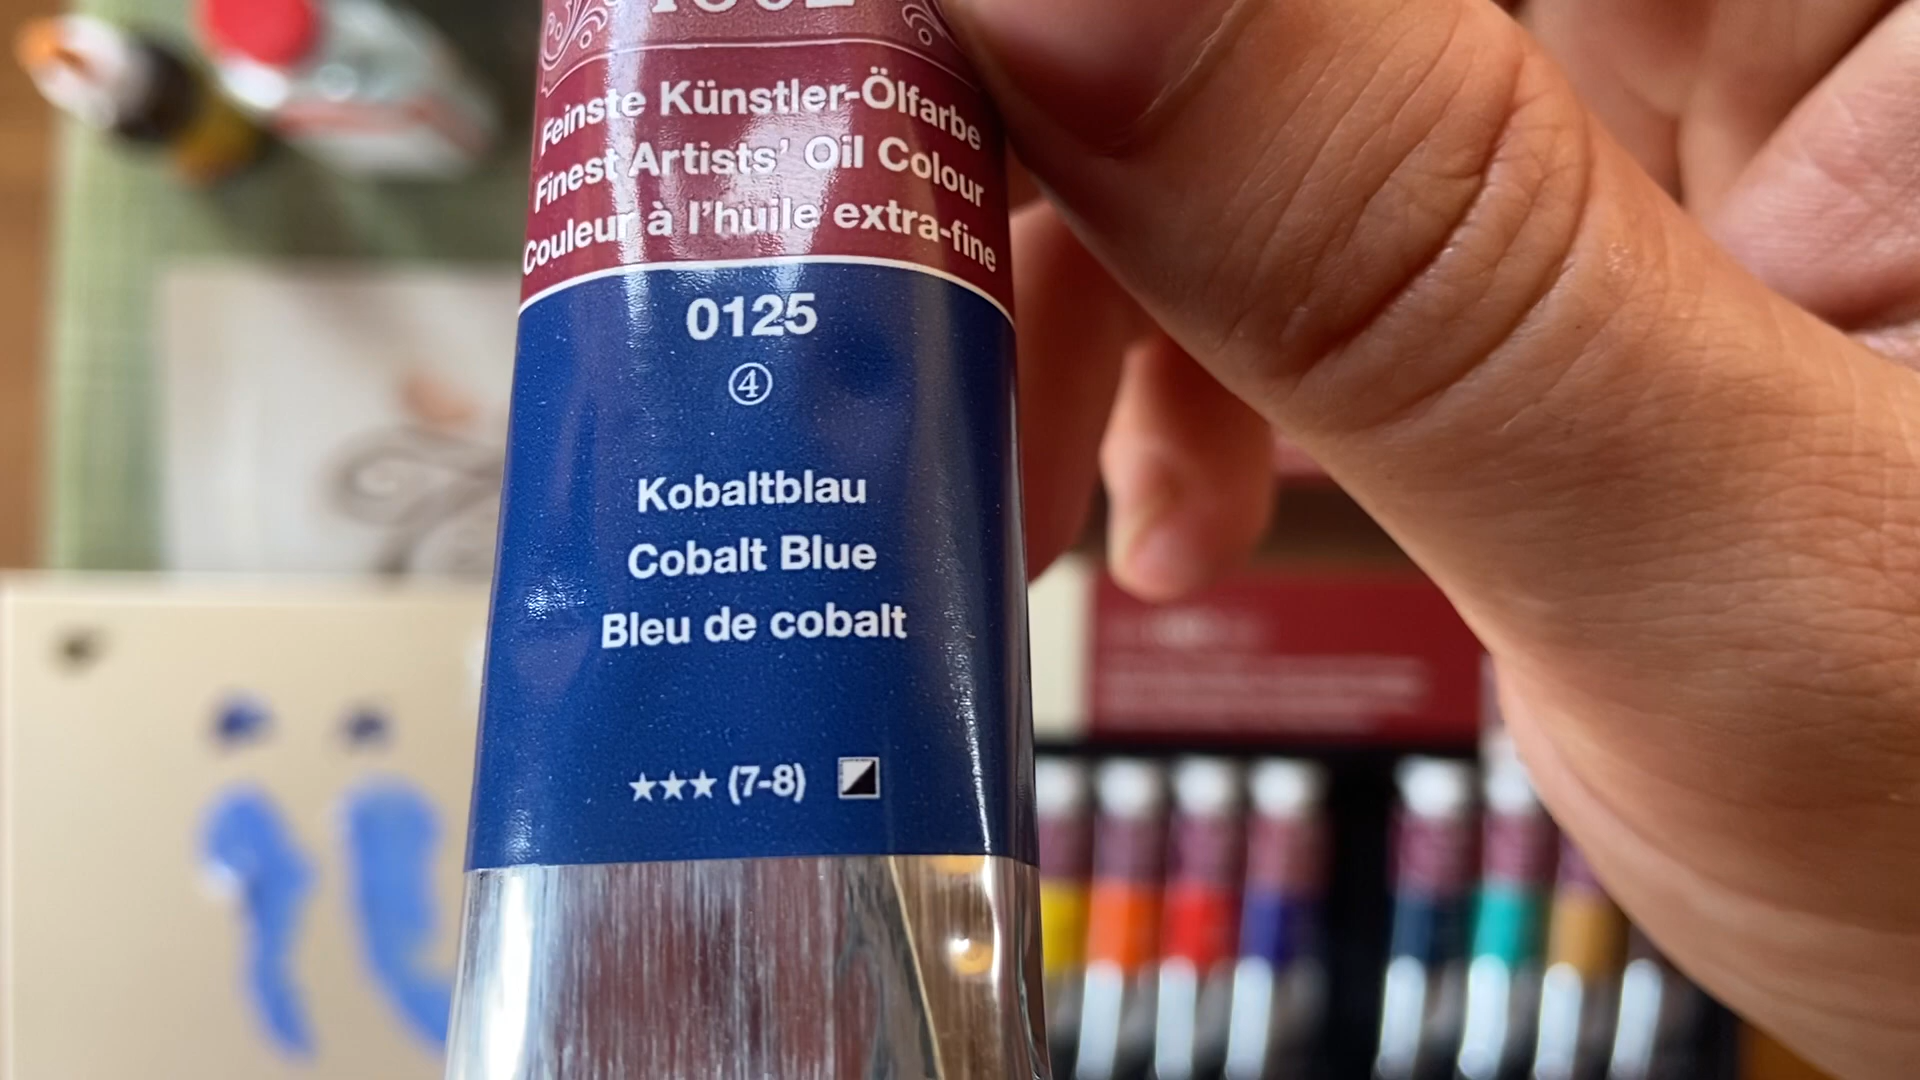 Feinste Künstler-Ölfarbe
Finest Artists' Oil Colour
Couleur à l'huile extra-fine
0125
④
Kobaltblau
Cobalt Blue
Bleu de cobalt
★★★ (7-8)